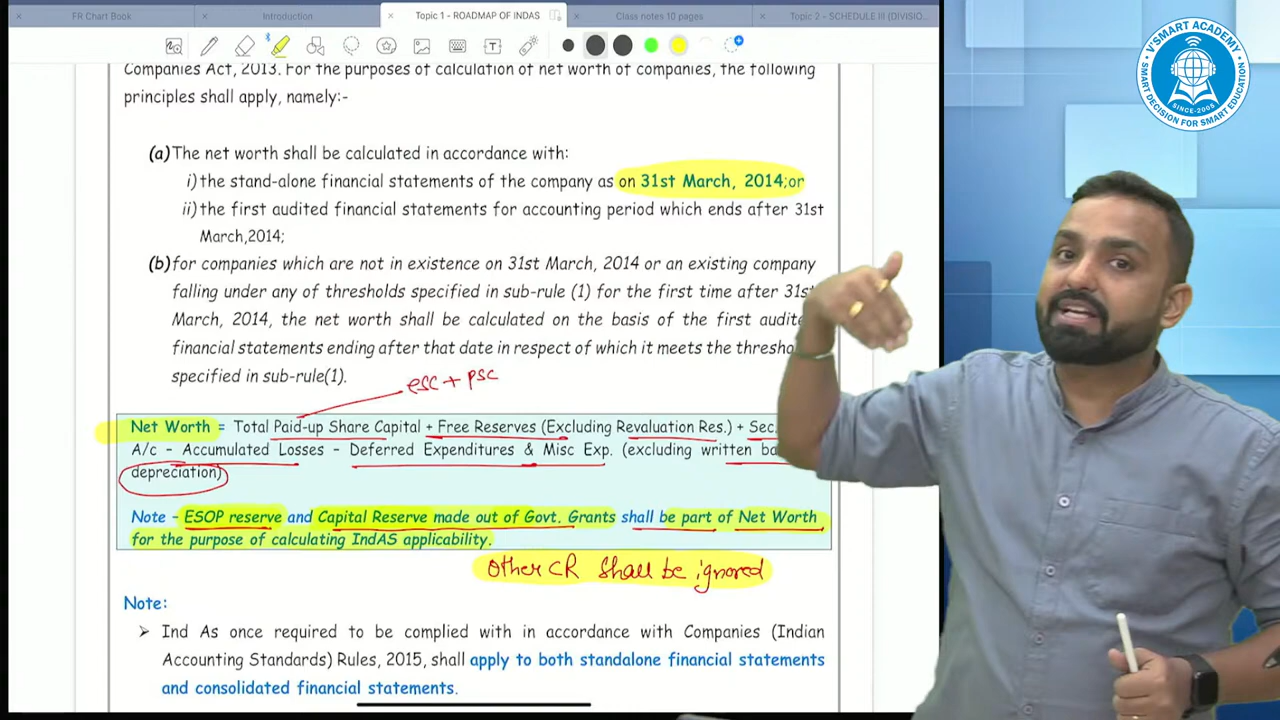 FR Chart Book
Introduction
Topic 1 - ROADMAP OF INDAS
Class notes 10 pages
Topic 2 - SCHEDULE III (DIVISIO...
V'SMART ACADEMY
SINCE-2005
SMART DECISION FOR SMART EDUCATION
Companies Act, 2013. For the purposes of calculation of net worth of companies, the following
principles shall apply, namely:-
(a) The net worth shall be calculated in accordance with:
i) the stand-alone financial statements of the company as on 31st March, 2014;or
ii) the first audited financial statements for accounting period which ends after 31st
March,2014;
(b) for companies which are not in existence on 31st March, 2014 or an existing company
falling under any of thresholds specified in sub-rule (1) for the first time after 31st
March, 2014, the net worth shall be calculated on the basis of the first audite
financial statements ending after that date in respect of which it meets the thresho
specified in sub-rule(1).
esc + psc
Net Worth = Total Paid-up Share Capital + Free Reserves (Excluding Revaluation Res.) + Sec.
A/c - Accumulated Losses - Deferred Expenditures & Misc Exp. (excluding written ba
depreciation)
Note - ESOP reserve and Capital Reserve made out of Govt. Grants shall be part of Net Worth
for the purpose of calculating IndAS applicability.
Other CR Shall be ignored
Note:
➢ Ind As once required to be complied with in accordance with Companies (Indian
Accounting Standards) Rules, 2015, shall apply to both standalone financial statements
and consolidated financial statements.